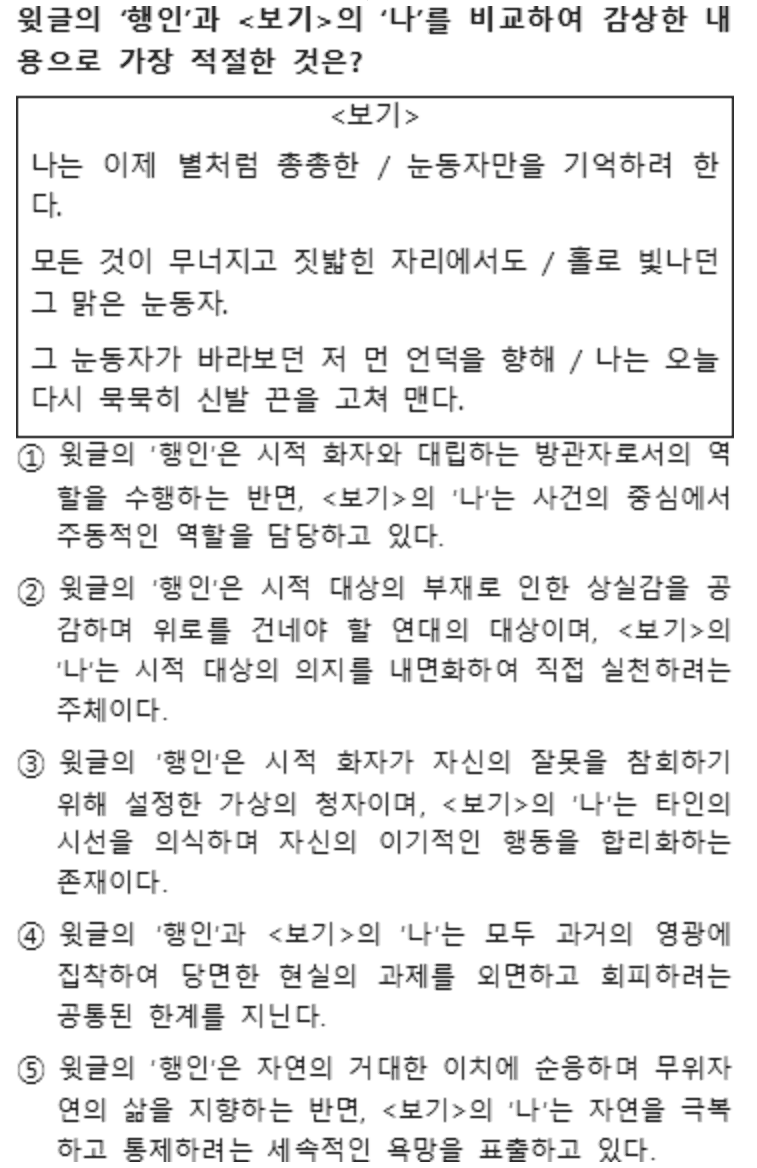 윗글의 '행인'과 <보기>의 '나'를 비교하여 감상한 내
용으로 가장 적절한 것은?
<보기>
나는 이제 별처럼 총총한 / 눈동자만을 기억하려 한
다.
모든 것이 무너지고 짓밟힌 자리에서도 / 홀로 빛나던
그 맑은 눈동자.
그 눈동자가 바라보던 저 먼 언덕을 향해 / 나는 오늘
다시 묵묵히 신발 끈을 고쳐 맨다.
① 윗글의 '행인'은 시적 화자와 대립하는 방관자로서의 역
할을 수행하는 반면, <보기>의 '나'는 사건의 중심에서
주동적인 역할을 담당하고 있다.
② 윗글의 '행인'은 시적 대상의 부재로 인한 상실감을 공
감하며 위로를 건네야 할 연대의 대상이며, <보기>의
'나'는 시적 대상의 의지를 내면화하여 직접 실천하려는
주체이다.
③ 윗글의 '행인'은 시적 화자가 자신의 잘못을 참회하기
위해 설정한 가상의 청자이며, <보기>의 '나'는 타인의
시선을 의식하며 자신의 이기적인 행동을 합리화하는
존재이다.
④ 윗글의 '행인'과 <보기>의 '나'는 모두 과거의 영광에
집착하여 당면한 현실의 과제를 외면하고 회피하려는
공통된 한계를 지닌다.
⑤ 윗글의 '행인'은 자연의 거대한 이치에 순응하며 무위자
연의 삶을 지향하는 반면, <보기>의 '나'는 자연을 극복
하고 통제하려는 세속적인 욕망을 표출하고 있다.